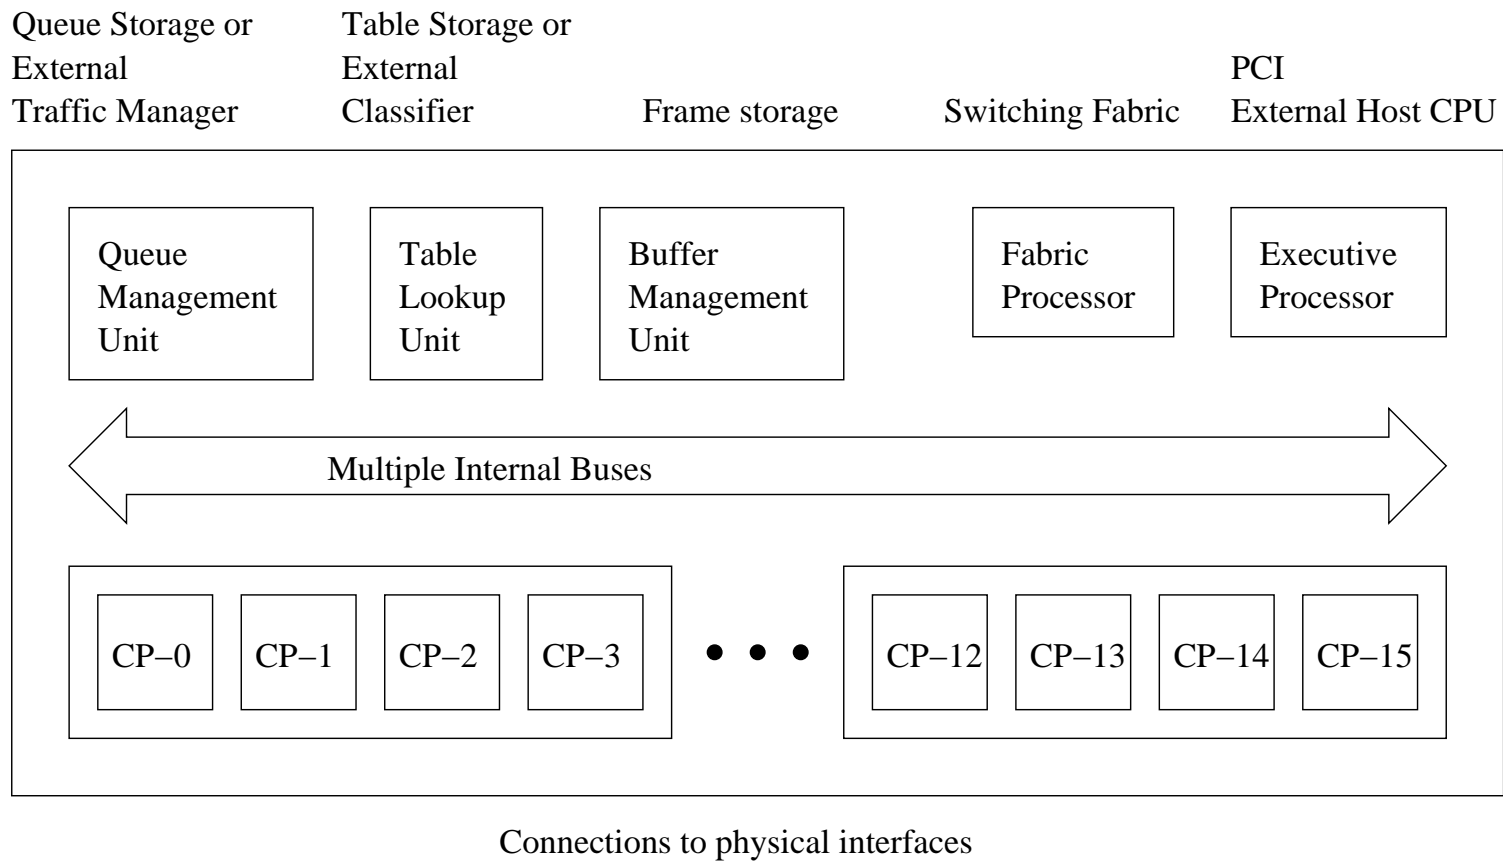 Queue Storage or
External
Traffic Manager
Table Storage or
External
Classifier
Frame storage
Switching Fabric
PCI
External Host CPU
Queue
Management
Unit
Table
Lookup
Unit
Buffer
Management
Unit
Fabric
Processor
Executive
Processor
Multiple Internal Buses
CP−0
CP−1
CP−2
CP−3
CP−12
CP−13
CP−14
CP−15
Connections to physical interfaces